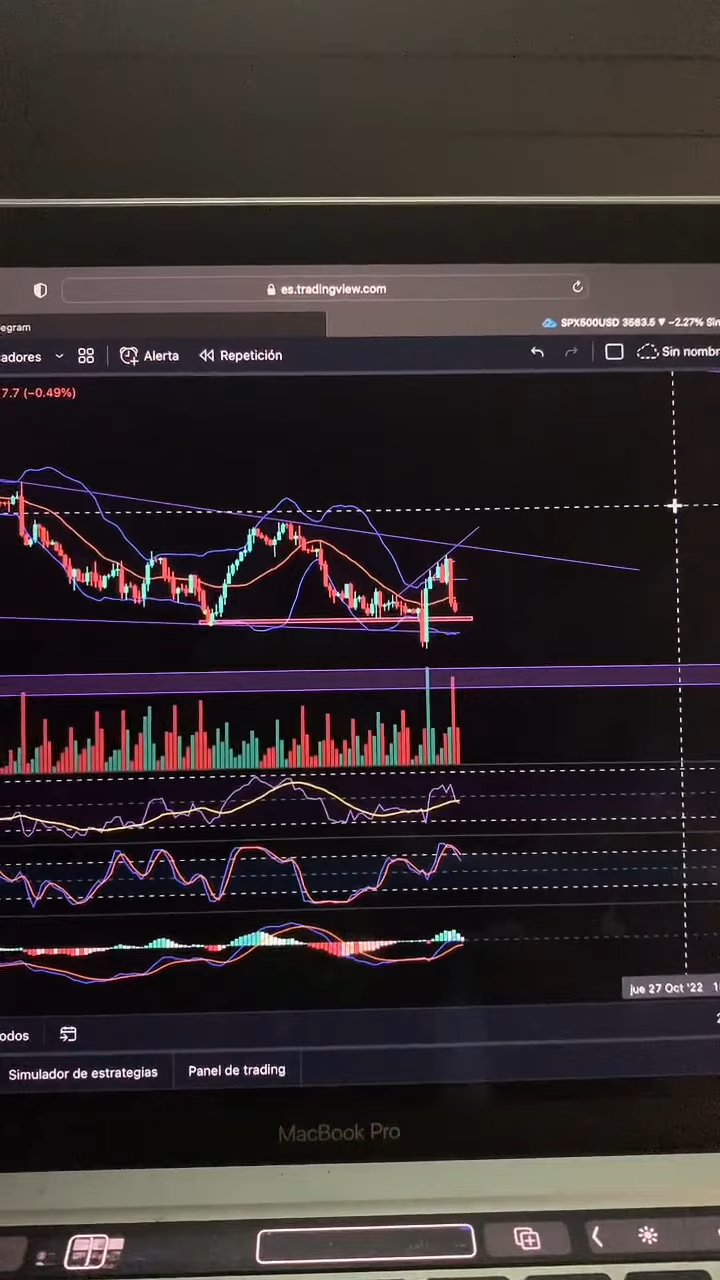 es.tradingview.com
egram
SPX500USD 3583.5 ▼ −2.27%
adores
Alerta
Repetición
Sin nombr
7.7 (−0.49%)
jue 27 Oct '22
odos
Simulador de estrategias
Panel de trading
MacBook Pro